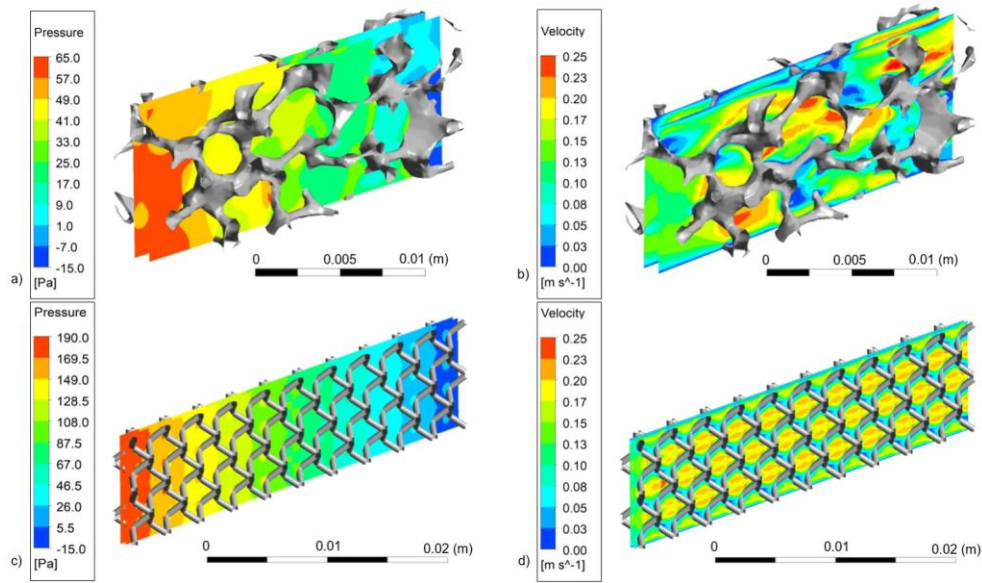 Pressure
65.0
57.0
49.0
41.0
33.0
25.0
17.0
9.0
1.0
-7.0
-15.0
[Pa]
a)
0 0.005 0.01 (m)
Velocity
0.25
0.22
0.20
0.17
0.15
0.13
0.10
0.08
0.05
0.03
0.00
[m s^-1]
b)
0 0.005 0.01 (m)
Pressure
190.0
169.5
149.0
128.5
108.0
87.5
67.0
46.5
26.0
5.5
-15.0
[Pa]
c)
0 0.01 0.02 (m)
Velocity
0.25
0.23
0.20
0.17
0.15
0.13
0.10
0.08
0.05
0.03
0.00
[m s^-1]
d)
0 0.01 0.02 (m)